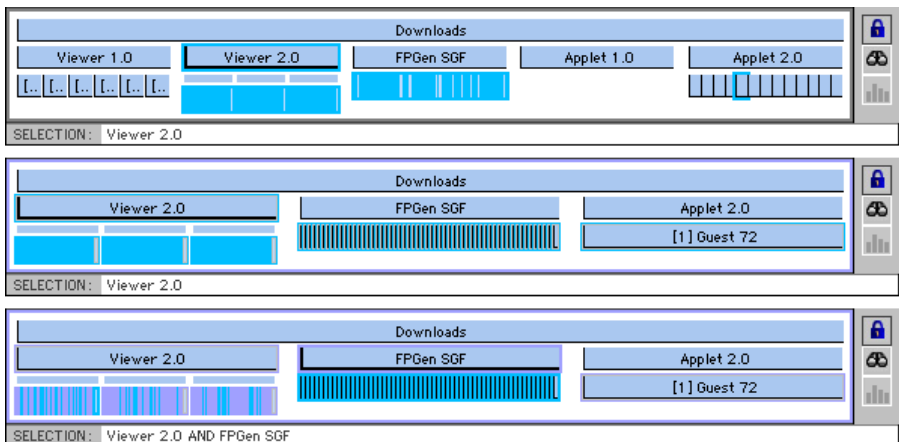 Downloads
Viewer 1.0 Viewer 2.0 FPGen SGF Applet 1.0 Applet 2.0
[.. [.. [.. [.. [.. [..
SELECTION: Viewer 2.0
Downloads
Viewer 2.0 FPGen SGF Applet 2.0
[1] Guest 72
SELECTION: Viewer 2.0
Downloads
Viewer 2.0 FPGen SGF Applet 2.0
[1] Guest 72
SELECTION: Viewer 2.0 AND FPGen SGF